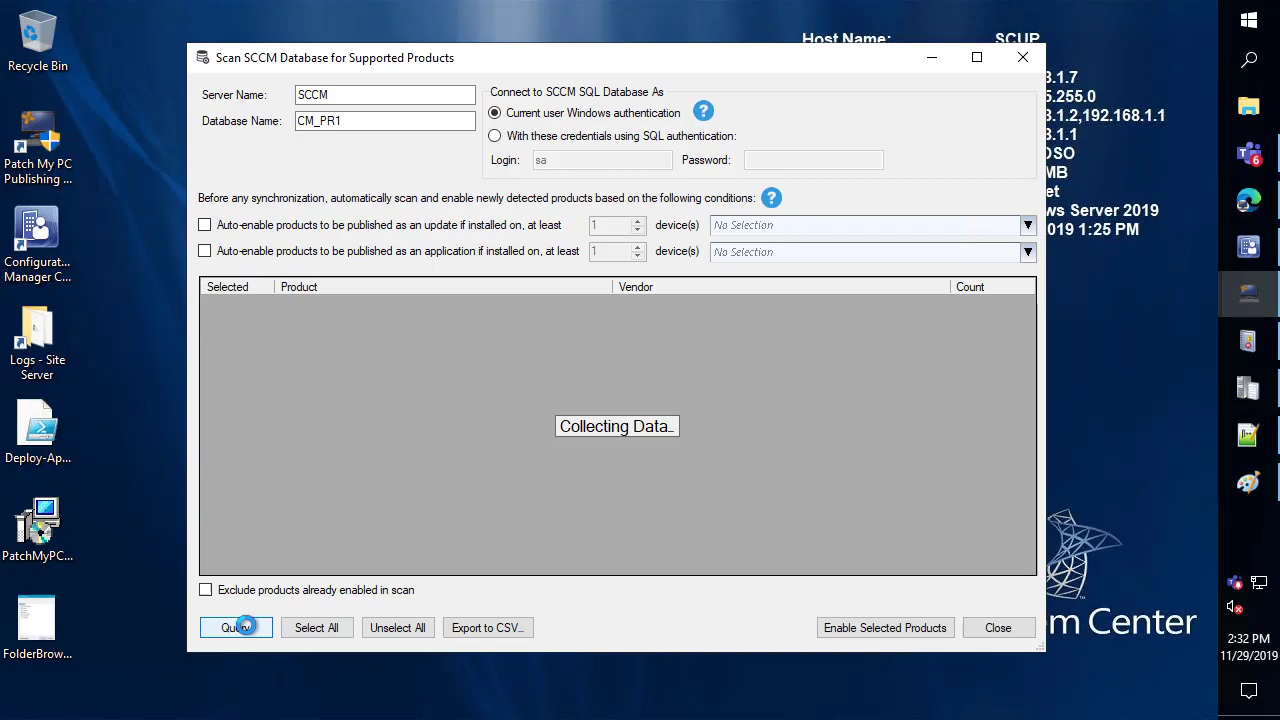 Recycle Bin
Patch My PC
Publishing ...
Configurat...
Manager C...
Logs - Site
Server
Deploy-Ap...
PatchMyPC...
FolderBrow...
Host Name:
SCUP
Scan SCCM Database for Supported Products
Server Name:
SCCM
Database Name:
CM_PR1
Connect to SCCM SQL Database As
Current user Windows authentication
?
With these credentials using SQL authentication:
Login:
sa
Password:
Before any synchronization, automatically scan and enable newly detected products based on the following conditions:
?
Auto-enable products to be published as an update if installed on, at least
1
device(s)
No Selection
Auto-enable products to be published as an application if installed on, at least
1
device(s)
No Selection
Selected
Product
Vendor
Count
Collecting Data...
Exclude products already enabled in scan
Query
Select All
Unselect All
Export to CSV...
Enable Selected Products
Close
3.1.7
5.255.0
3.1.2,192.168.1.1
3.1.1
OSO
MB
et
ws Server 2019
019 1:25 PM
em Center
6
2:32 PM
11/29/2019